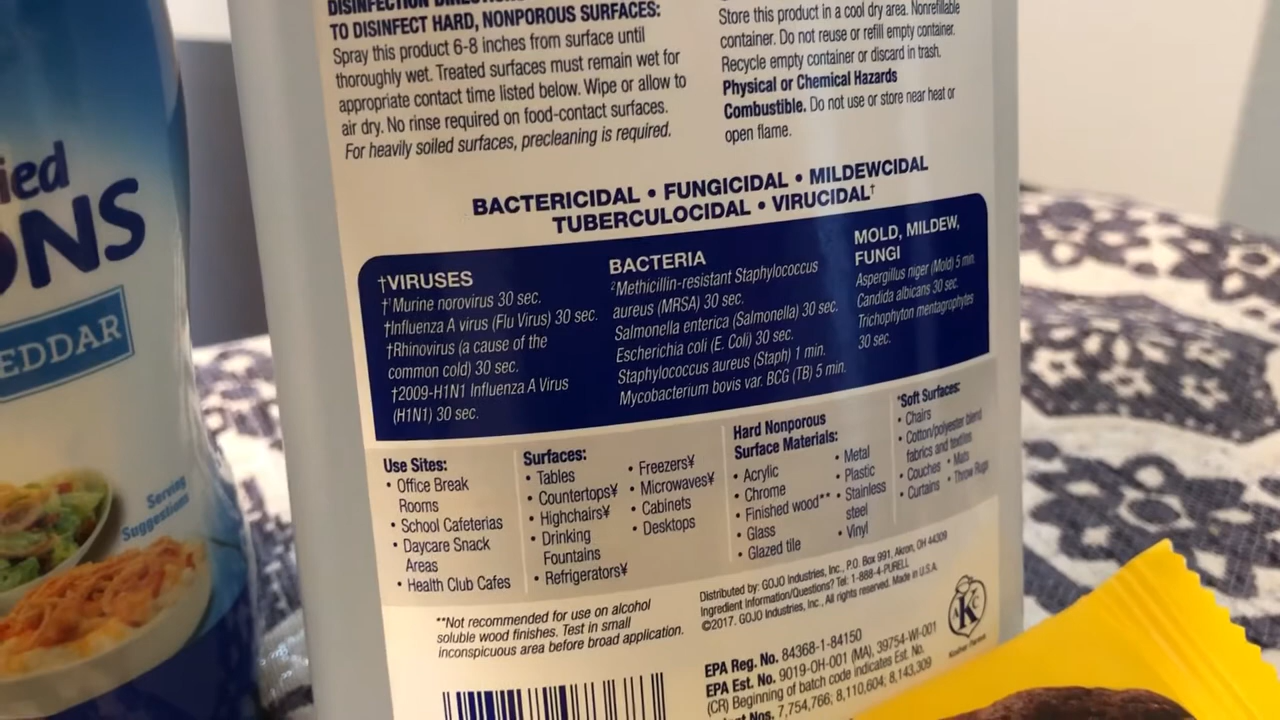 ied
ONS
EDDAR
Serving
Suggestions
TO DISINFECT HARD, NONPOROUS SURFACES:
Spray this product 6-8 inches from surface until
thoroughly wet. Treated surfaces must remain wet for
appropriate contact time listed below. Wipe or allow to
air dry. No rinse required on food-contact surfaces.
For heavily soiled surfaces, precleaning is required.
Store this product in a cool dry area. Nonrefillable
container. Do not reuse or refill empty container.
Recycle empty container or discard in trash.
Physical or Chemical Hazards
Combustible. Do not use or store near heat or
open flame.
BACTERICIDAL • FUNGICIDAL • MILDEWCIDAL
TUBERCULOCIDAL • VIRUCIDAL†
†VIRUSES
†¹Murine norovirus 30 sec.
†Influenza A virus (Flu Virus) 30 sec.
†Rhinovirus (a cause of the
common cold) 30 sec.
†2009-H1N1 Influenza A Virus
(H1N1) 30 sec.
BACTERIA
²Methicillin-resistant Staphylococcus
aureus (MRSA) 30 sec.
Salmonella enterica (Salmonella) 30 sec.
Escherichia coli (E. Coli) 30 sec.
Staphylococcus aureus (Staph) 1 min.
Mycobacterium bovis var. BCG (TB) 5 min.
MOLD, MILDEW,
FUNGI
Aspergillus niger (Mold) 5 min.
Candida albicans 30 sec.
Trichophyton mentagrophytes
30 sec.
Use Sites:
• Office Break
Rooms
• School Cafeterias
• Daycare Snack
Areas
• Health Club Cafes
Surfaces:
• Tables
• Countertops¥
• Highchairs¥
• Drinking
Fountains
• Refrigerators¥
• Freezers¥
• Microwaves¥
• Cabinets
• Desktops
Hard Nonporous
Surface Materials:
• Acrylic
• Chrome
• Finished wood**
• Glass
• Glazed tile
• Metal
• Plastic
• Stainless
steel
• Vinyl
*Soft Surfaces:
• Chairs
• Cotton/polyester blend
fabrics and textiles
• Couches • Mats
• Curtains • Throw Rugs
**Not recommended for use on alcohol
soluble wood finishes. Test in small
inconspicuous area before broad application.
Distributed by: GOJO Industries, Inc., P.O. Box 991, Akron, OH 44309
Ingredient Information/Questions? Tel: 1-888-4-PURELL
©2017. GOJO Industries, Inc., All rights reserved. Made in U.S.A.
K
EPA Reg. No. 84368-1-84150
EPA Est. No. 9019-OH-001 (MA), 39754-WI-001
(CR) Beginning of batch code indicates Est. No.
Nos. 7,754,766; 8,110,604; 8,143,309